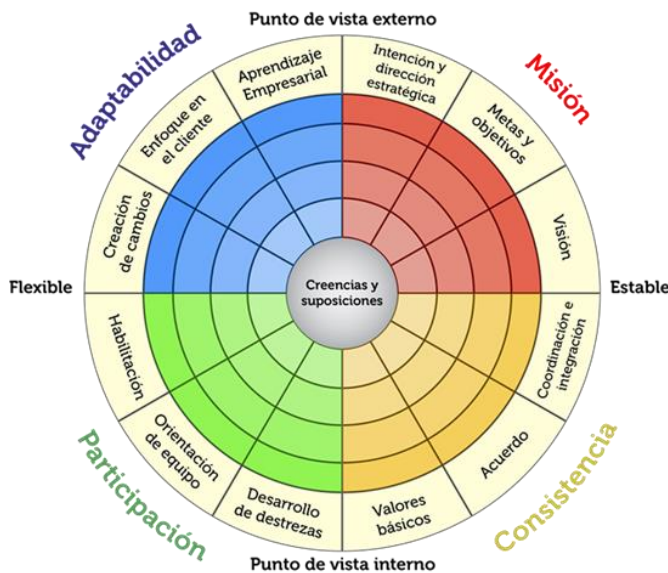 Punto de vista externo
Adaptabilidad
Misión
Aprendizaje
Empresarial
Intención y
dirección
estratégica
Enfoque en
el cliente
Metas y
objetivos
Creación
de cambios
Visión
Flexible
Creencias y
suposiciones
Estable
Habilitación
Coordinación e
integración
Orientación
de equipo
Acuerdo
Desarrollo
de destrezas
Valores
básicos
Participación
Consistencia
Punto de vista interno